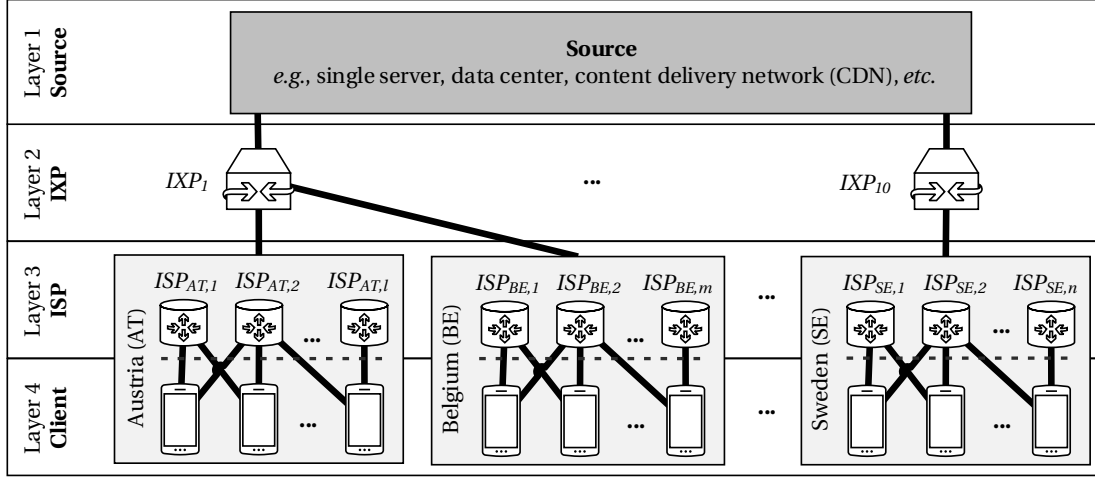 Layer 1
Source
Source
e.g., single server, data center, content delivery network (CDN), etc.
Layer 2
IXP
IXP1
...
IXP10
Layer 3
ISP
ISPAT,1
ISPAT,2
ISPAT,l
...
Austria (AT)
ISPBE,1
ISPBE,2
ISPBE,m
...
Belgium (BE)
...
ISPSE,1
ISPSE,2
ISPSE,n
...
Sweden (SE)
Layer 4
Client
...
...
...
...